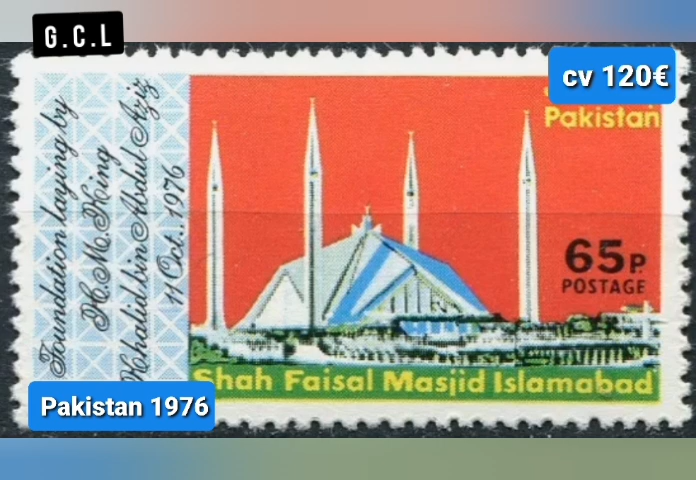 G.C.L
cv 120€
Pakistan
65P
POSTAGE
Foundation laying by
H.M.King
Khalid bin Abdul Aziz
11 Oct., 1976
Shah Faisal Masjid Islamabad
Pakistan 1976